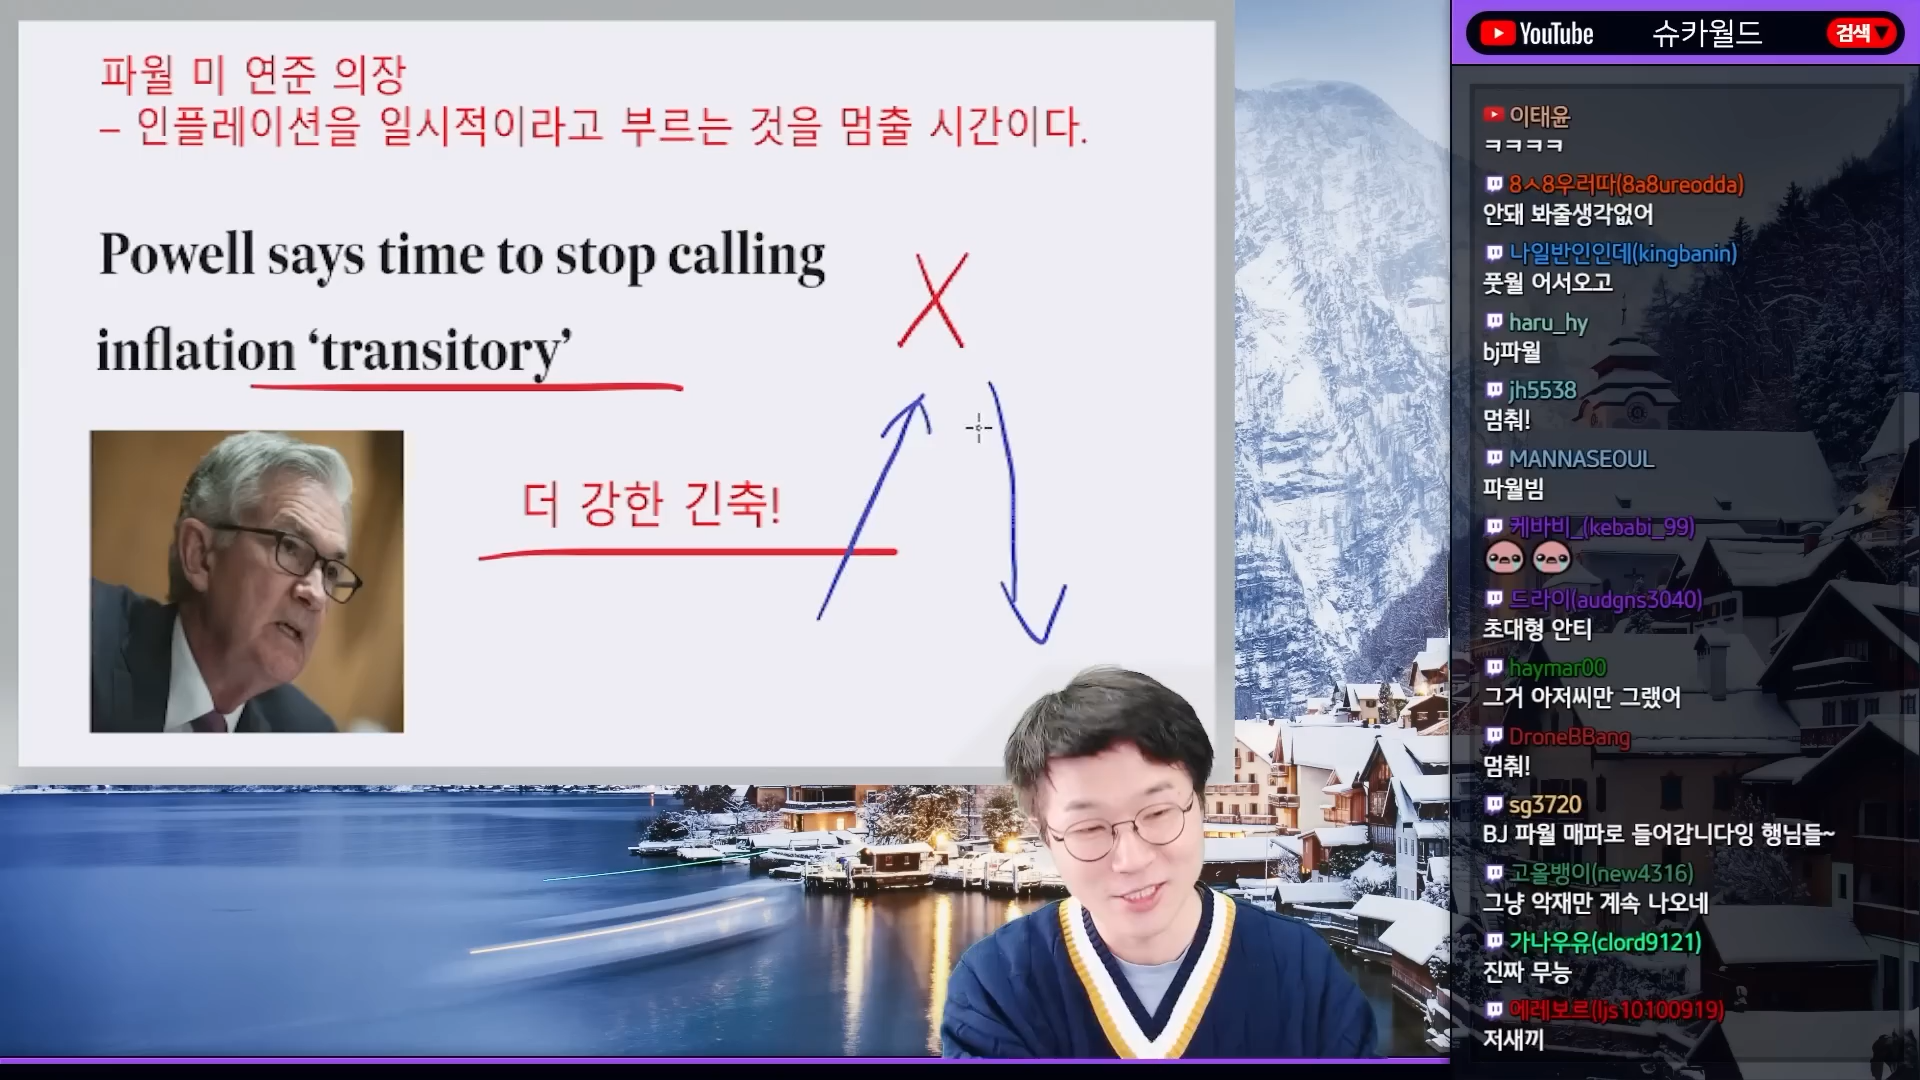 파월 미 연준 의장
– 인플레이션을 일시적이라고 부르는 것을 멈출 시간이다.
Powell says time to stop calling
inflation ‘transitory’
X
더 강한 긴축!
YouTube 슈카월드 검색▼
이태윤
ㅋㅋㅋㅋ
8ㅅ8우러따(8a8ureodda)
안돼 봐줄생각없어
나일반인인데(kingbanin)
풋월 어서오고
haru_hy
bj파월
jh5538
멈춰!
MANNASEOUL
파월빔
케바비_(kebabi_99)
드라이(audgns3040)
초대형 안티
haymar00
그거 아저씨만 그랬어
DroneBBang
멈춰!
sg3720
BJ 파월 매파로 들어갑니다잉 행님들~
고올뱅이(new4316)
그냥 악재만 계속 나오네
가나우유(clord9121)
진짜 무능
에레보르(ljs10100919)
저새끼